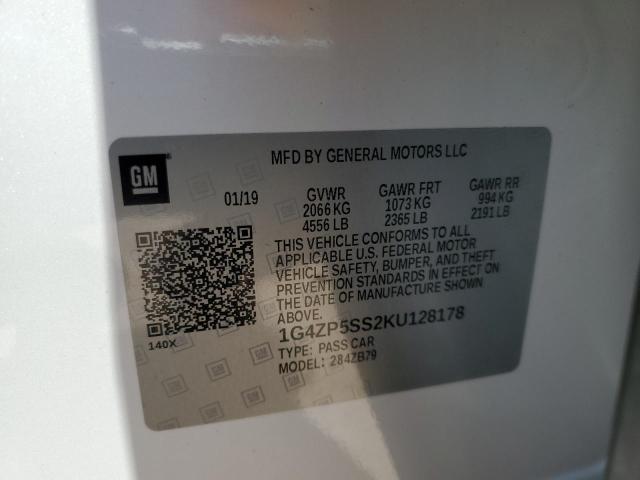 GM
MFD BY GENERAL MOTORS LLC
01/19 GVWR GAWR FRT GAWR RR
2066 KG 1073 KG 994 KG
4556 LB 2365 LB 2191 LB
THIS VEHICLE CONFORMS TO ALL
APPLICABLE U.S. FEDERAL MOTOR
VEHICLE SAFETY, BUMPER, AND THEFT
PREVENTION STANDARDS IN EFFECT ON
THE DATE OF MANUFACTURE SHOWN
ABOVE.
1G4ZP5SS2KU128178
140X
TYPE: PASS CAR
MODEL: 284ZB79